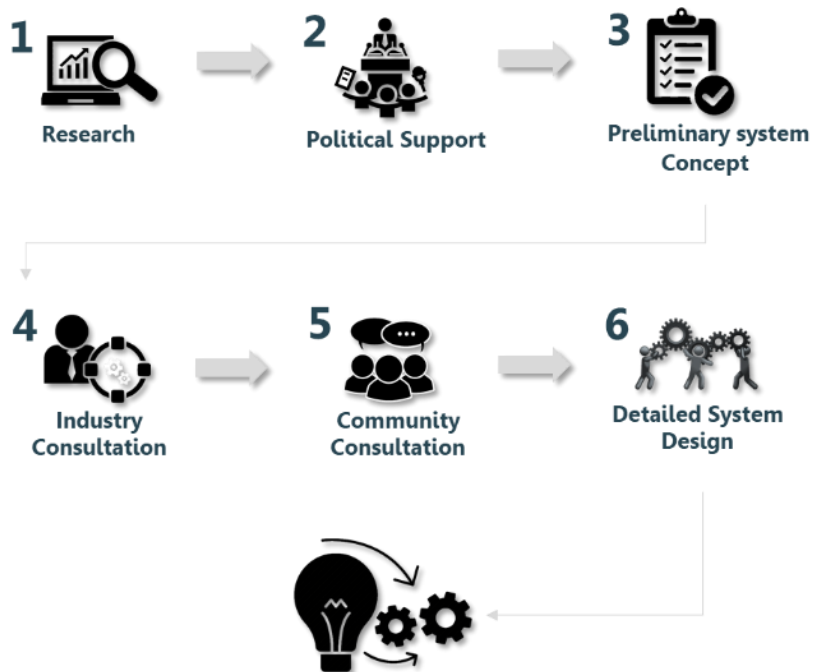 1
Research
2
Political Support
3
Preliminary system
Concept
4
Industry
Consultation
5
Community
Consultation
6
Detailed System
Design